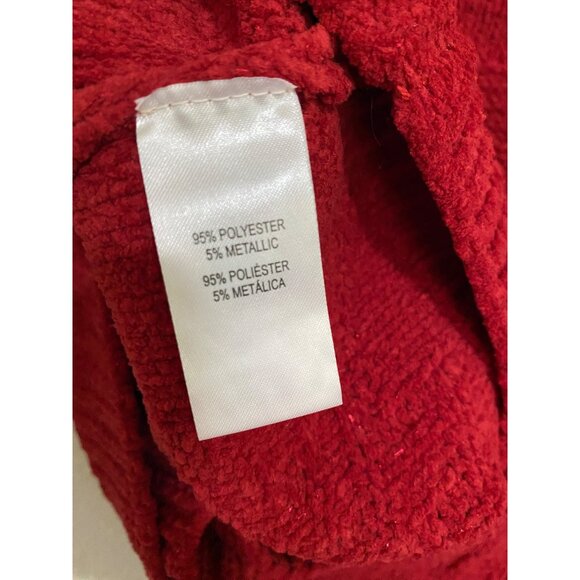 95% POLYESTER
5% METALLIC
95% POLIÉSTER
5% METÁLICA